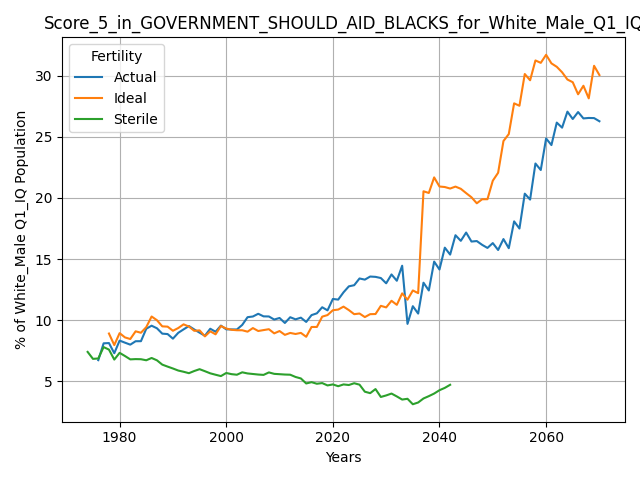 Score_5_in_GOVERNMENT_SHOULD_AID_BLACKS_for_White_Male_Q1_IQ
Fertility
Actual
Ideal
Sterile
% of White_Male Q1_IQ Population
30
25
20
15
10
5
1980 2000 2020 2040 2060
Years